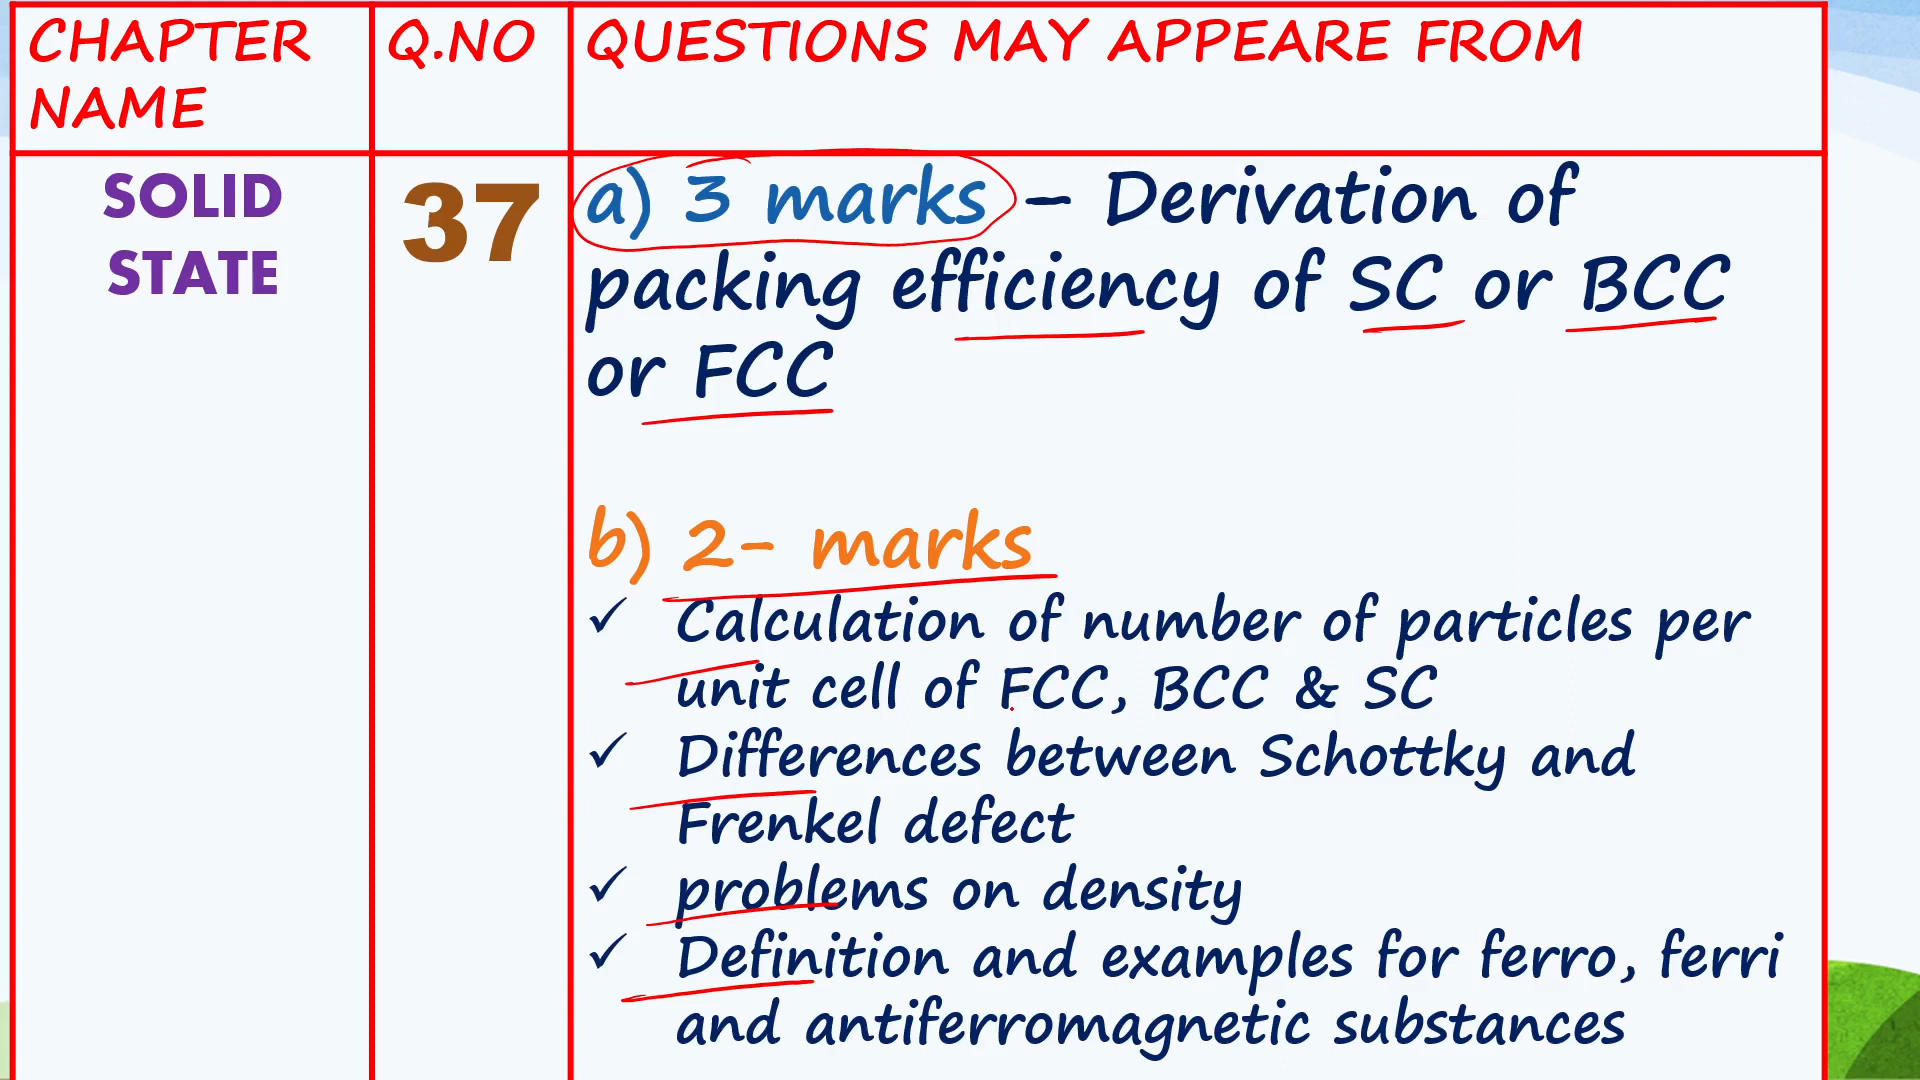 CHAPTER NAME
Q.NO
QUESTIONS MAY APPEARE FROM
SOLID
STATE
37
a) 3 marks – Derivation of
packing efficiency of SC or BCC
or FCC
b) 2- marks
✓ Calculation of number of particles per
unit cell of FCC, BCC & SC
✓ Differences between Schottky and
Frenkel defect
✓ problems on density
✓ Definition and examples for ferro, ferri
and antiferromagnetic substances